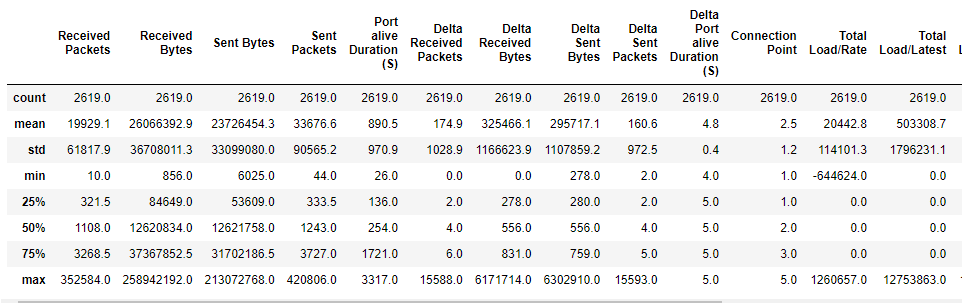 Received Packets Received Bytes Sent Bytes Sent Packets Port alive Duration (S) Delta Received Packets Delta Received Bytes Delta Sent Bytes Delta Sent Packets Delta Port alive Duration (S) Connection Point Total Load/Rate Total Load/Latest
count 2619.0 2619.0 2619.0 2619.0 2619.0 2619.0 2619.0 2619.0 2619.0 2619.0 2619.0 2619.0 2619.0
mean 19929.1 26066392.9 23726454.3 33676.6 890.5 174.9 325466.1 295717.1 160.6 4.8 2.5 20442.8 503308.7
std 61817.9 36708011.3 33099080.0 90565.2 970.9 1028.9 1166623.9 1107859.2 972.5 0.4 1.2 114101.3 1796231.1
min 10.0 856.0 6025.0 44.0 26.0 0.0 0.0 278.0 2.0 4.0 1.0 -644624.0 0.0
25% 321.5 84649.0 53609.0 333.5 136.0 2.0 278.0 280.0 2.0 5.0 1.0 0.0 0.0
50% 1108.0 12620834.0 12621758.0 1243.0 254.0 4.0 556.0 556.0 4.0 5.0 2.0 0.0 0.0
75% 3268.5 37367852.5 31702186.5 3727.0 1721.0 6.0 831.0 759.0 5.0 5.0 3.0 0.0 0.0
max 352584.0 258942192.0 213072768.0 420806.0 3317.0 15588.0 6171714.0 6302910.0 15593.0 5.0 5.0 1260657.0 12753863.0